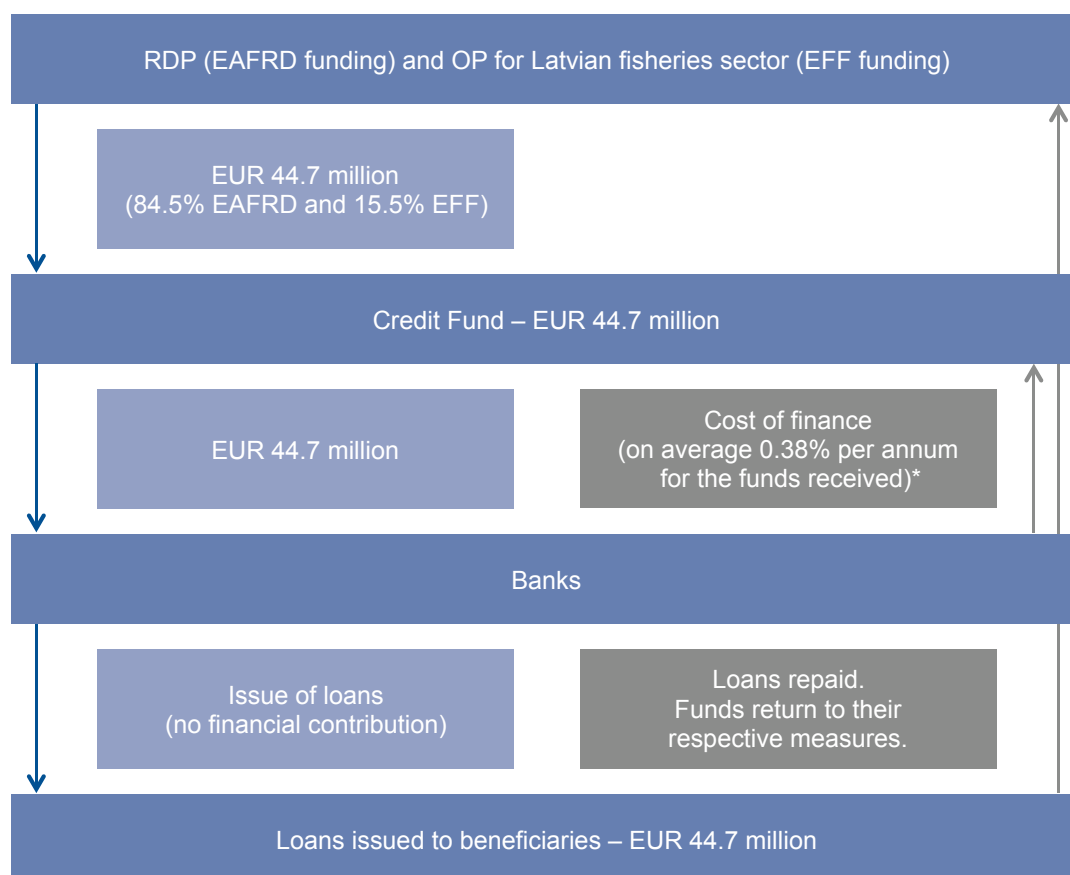 RDP (EAFRD funding) and OP for Latvian fisheries sector (EFF funding)
EUR 44.7 million
(84.5% EAFRD and 15.5% EFF)
Credit Fund – EUR 44.7 million
EUR 44.7 million
Cost of finance
(on average 0.38% per annum
for the funds received)*
Banks
Issue of loans
(no financial contribution)
Loans repaid.
Funds return to their
respective measures.
Loans issued to beneficiaries – EUR 44.7 million